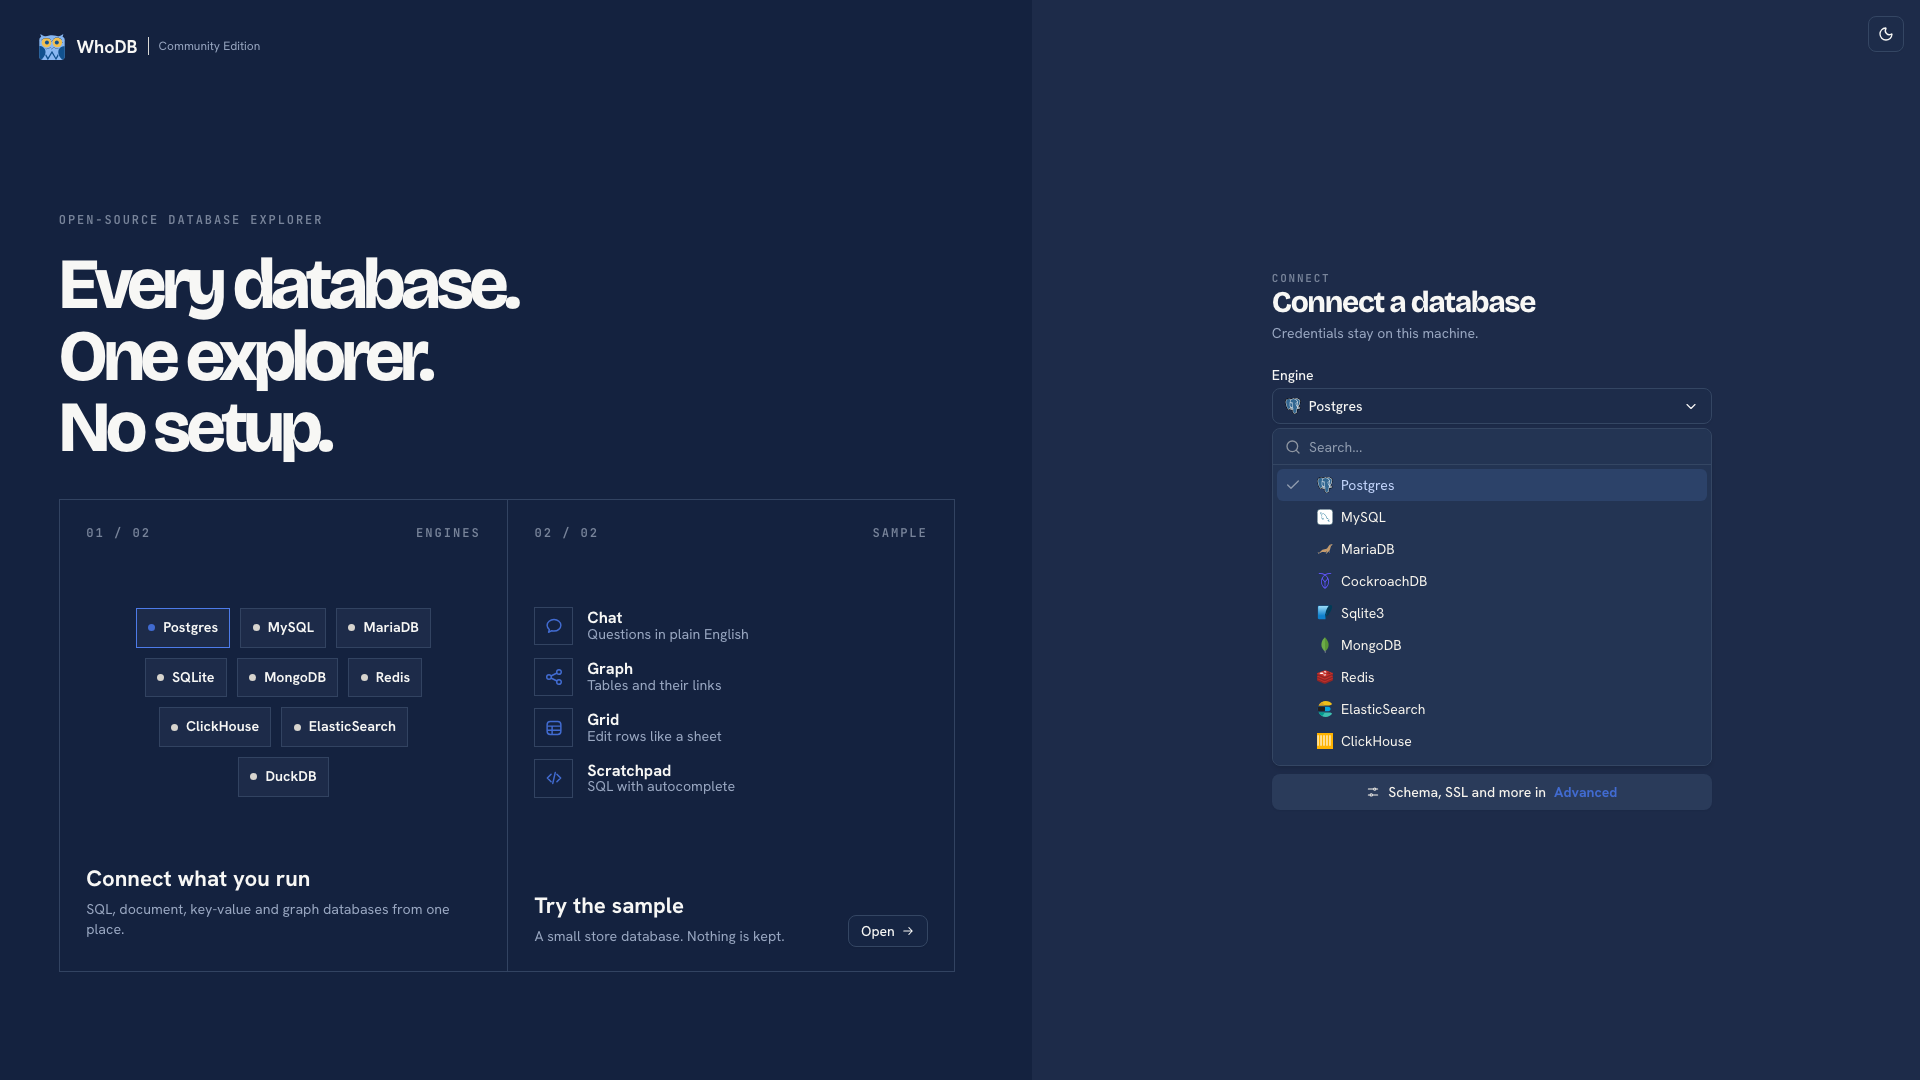 WhoDB
Community Edition
OPEN-SOURCE DATABASE EXPLORER
Every database.
One explorer.
No setup.
01 / 02
ENGINES
Postgres
MySQL
MariaDB
SQLite
MongoDB
Redis
ClickHouse
ElasticSearch
DuckDB
Connect what you run
SQL, document, key-value and graph databases from one
place.
02 / 02
SAMPLE
Chat
Questions in plain English
Graph
Tables and their links
Grid
Edit rows like a sheet
Scratchpad
SQL with autocomplete
Try the sample
A small store database. Nothing is kept.
Open
CONNECT
Connect a database
Credentials stay on this machine.
Engine
Postgres
Search...
Postgres
MySQL
MariaDB
CockroachDB
Sqlite3
MongoDB
Redis
ElasticSearch
ClickHouse
Schema, SSL and more in Advanced